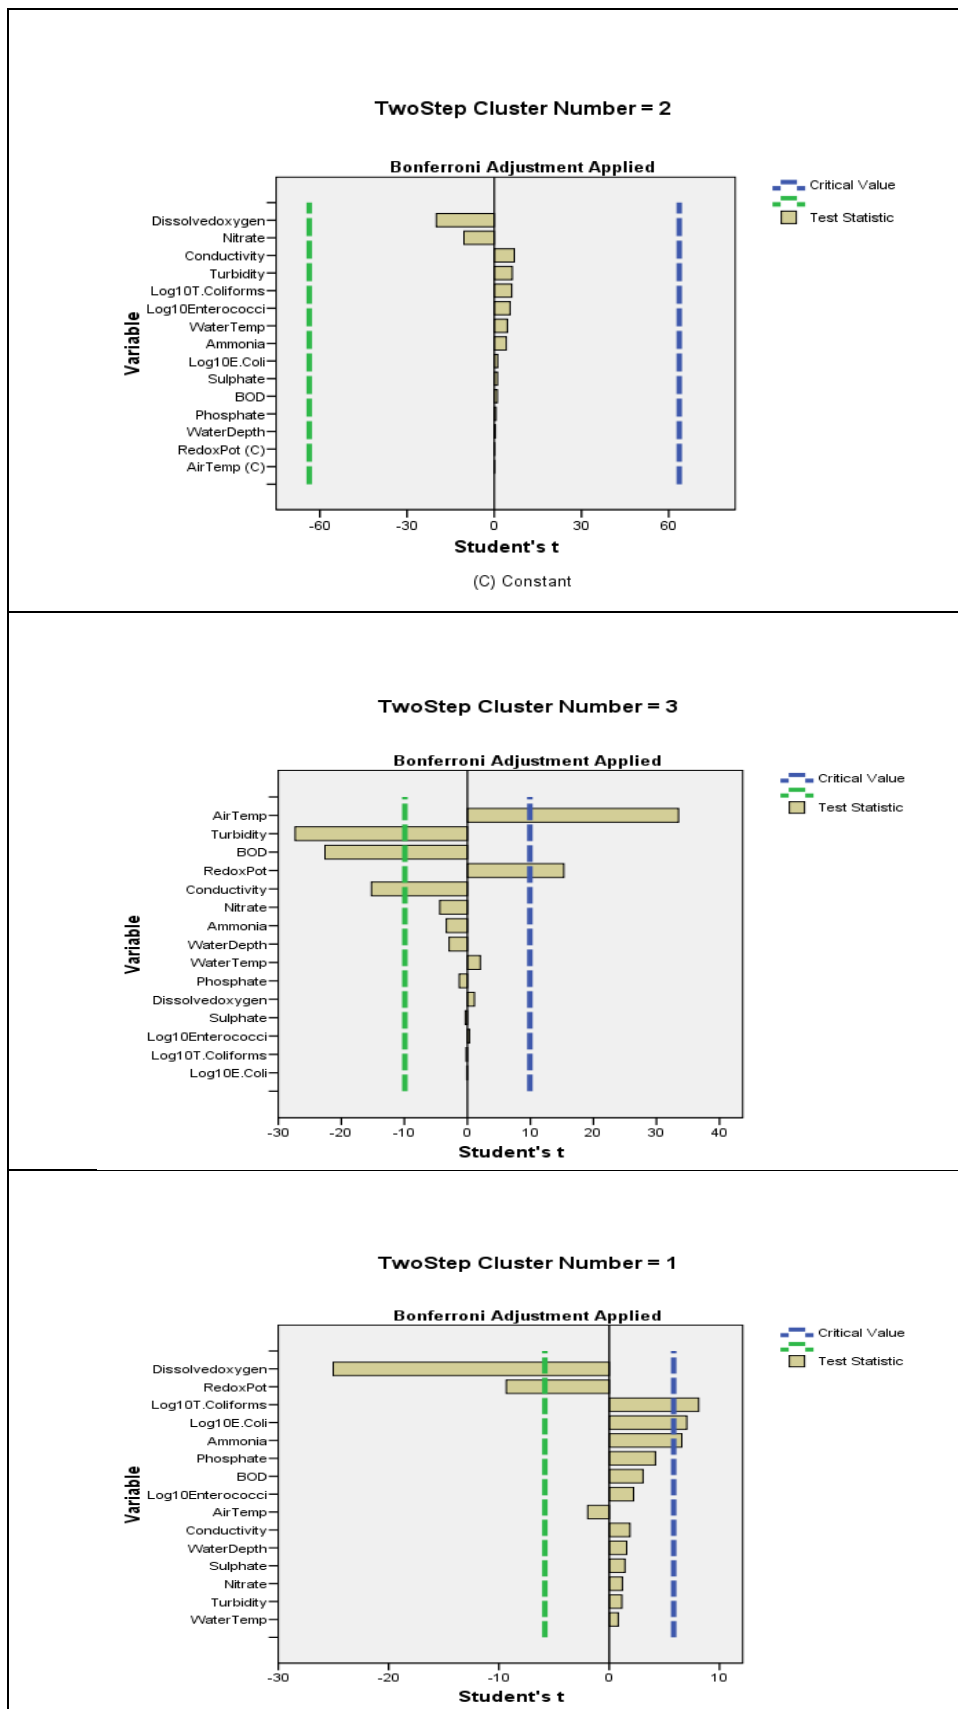 TwoStep Cluster Number = 2
Bonferroni Adjustment Applied
Critical Value
Test Statistic
Variable
Dissolvedoxygen
Nitrate
Conductivity
Turbidity
Log10T.Coliforms
Log10Enterococci
WaterTemp
Ammonia
Log10E.Coli
Sulphate
BOD
Phosphate
WaterDepth
RedoxPot (C)
AirTemp (C)
-60 -30 0 30 60
Student's t
(C) Constant
TwoStep Cluster Number = 3
Bonferroni Adjustment Applied
Critical Value
Test Statistic
Variable
AirTemp
Turbidity
BOD
RedoxPot
Conductivity
Nitrate
Ammonia
WaterDepth
WaterTemp
Phosphate
Dissolvedoxygen
Sulphate
Log10Enterococci
Log10T.Coliforms
Log10E.Coli
-30 -20 -10 0 10 20 30 40
Student's t
TwoStep Cluster Number = 1
Bonferroni Adjustment Applied
Critical Value
Test Statistic
Variable
Dissolvedoxygen
RedoxPot
Log10T.Coliforms
Log10E.Coli
Ammonia
Phosphate
BOD
Log10Enterococci
AirTemp
Conductivity
WaterDepth
Sulphate
Nitrate
Turbidity
WaterTemp
-30 -20 -10 0 10
Student's t